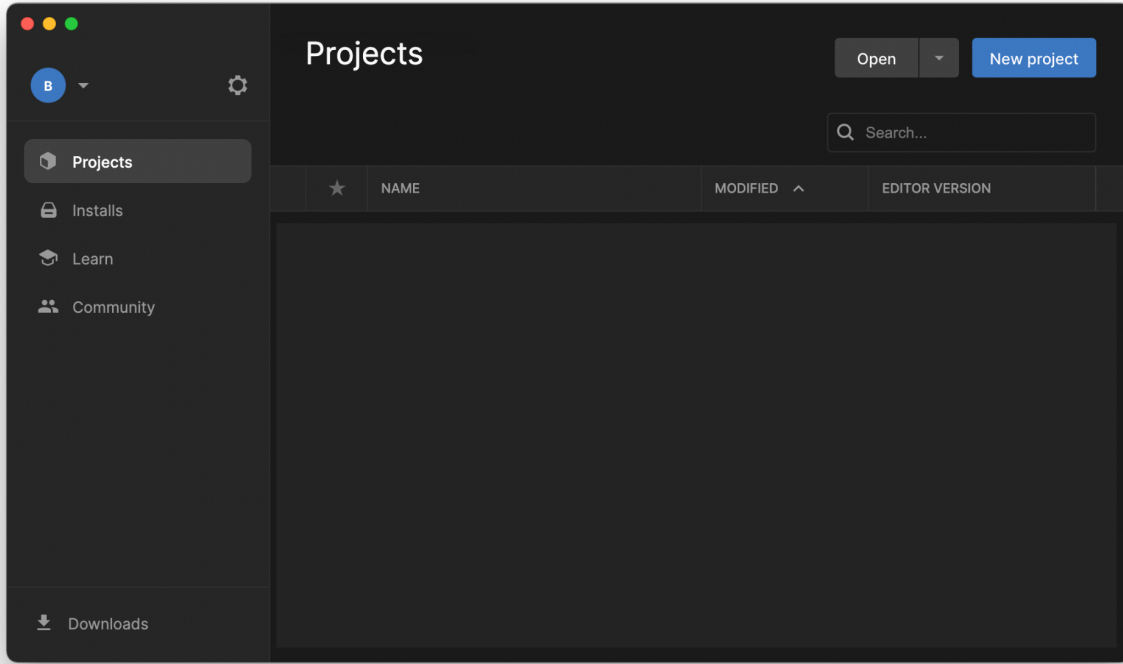 Projects
Open
New project
B
Search...
Projects
NAME
MODIFIED
EDITOR VERSION
Installs
Learn
Community
Downloads